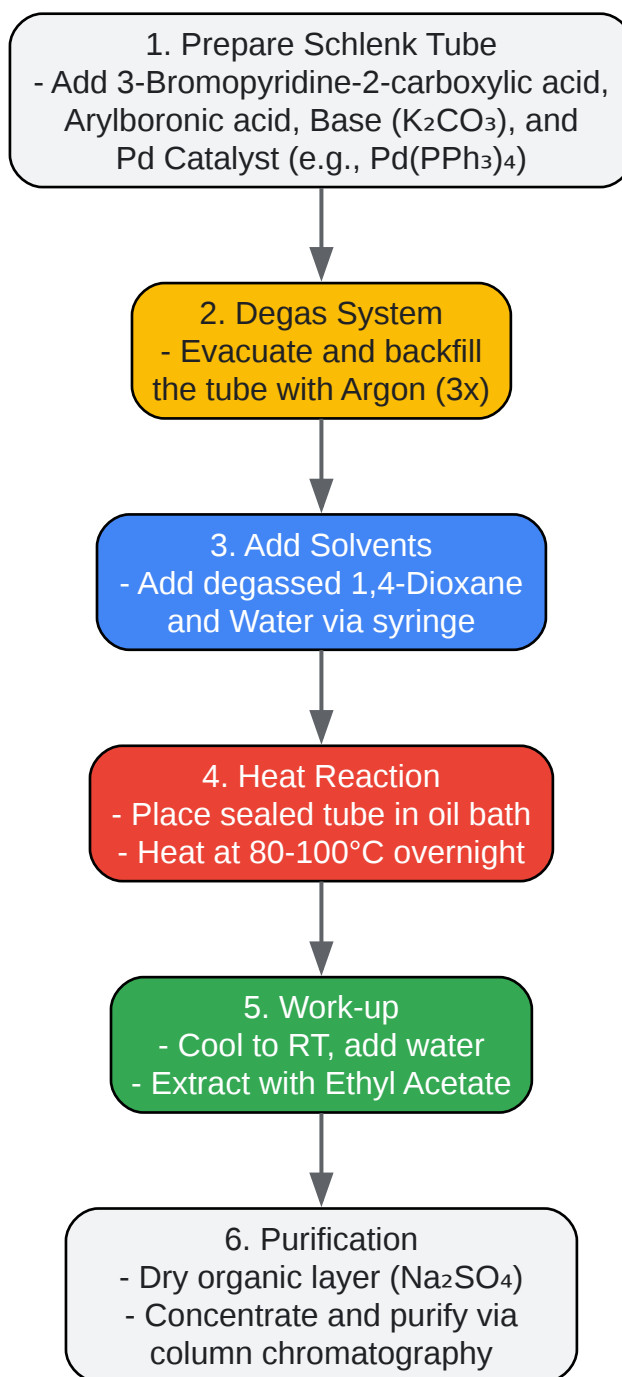 1. Prepare Schlenk Tube
- Add 3-Bromopyridine-2-carboxylic acid,
Arylboronic acid, Base (K₂CO₃), and
Pd Catalyst (e.g., Pd(PPh₃)₄)
2. Degas System
- Evacuate and backfill
the tube with Argon (3x)
3. Add Solvents
- Add degassed 1,4-Dioxane
and Water via syringe
4. Heat Reaction
- Place sealed tube in oil bath
- Heat at 80-100°C overnight
5. Work-up
- Cool to RT, add water
- Extract with Ethyl Acetate
6. Purification
- Dry organic layer (Na₂SO₄)
- Concentrate and purify via
column chromatography